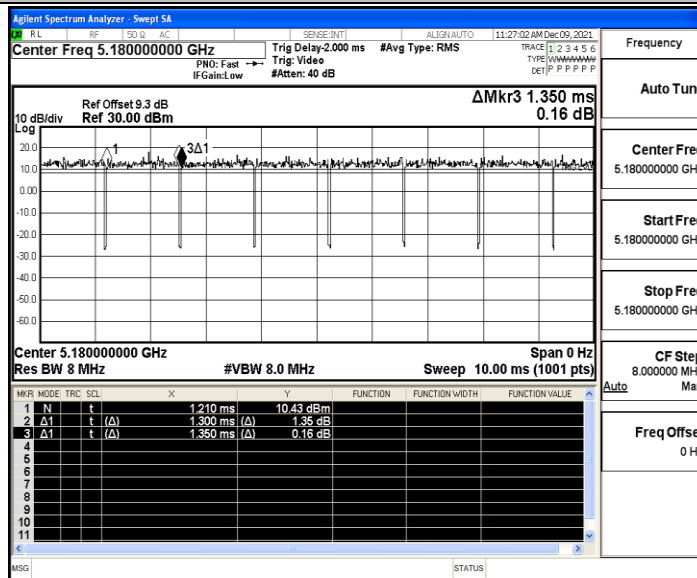 Agilent Spectrum Analyzer - Swept SA
RL RF 50 Ω AC SENSE:INT ALIGN AUTO 11:27:02 AM Dec 09, 2021
Center Freq 5.180000000 GHz
PNO: Fast
IFGain:Low
Trig Delay-2.000 ms
Trig: Video
#Atten: 40 dB
#Avg Type: RMS
TRACE 1 2 3 4 5 6
TYPE
DET P P P P P P
Ref Offset 9.3 dB
Ref 30.00 dBm
10 dB/div
Log
ΔMkr3 1.350 ms
0.16 dB
20.0
1
3Δ1
10.0
0.00
-10.0
-20.0
-30.0
-40.0
-50.0
-60.0
Center 5.180000000 GHz Span 0 Hz
Res BW 8 MHz #VBW 8.0 MHz Sweep 10.00 ms (1001 pts)
MKR MODE TRC SCL X Y FUNCTION FUNCTION WIDTH FUNCTION VALUE
1 N t 1.210 ms 10.43 dBm
2 Δ1 t (Δ) 1.300 ms (Δ) 1.35 dB
3 Δ1 t (Δ) 1.350 ms (Δ) 0.16 dB
4
5
6
7
8
9
10
11
MSG STATUS
Frequency
Auto Tun
Center Fre
5.180000000 GH
Start Fre
5.180000000 GH
Stop Fre
5.180000000 GH
CF Step
8.000000 MH
Auto Ma
Freq Offse
0 H